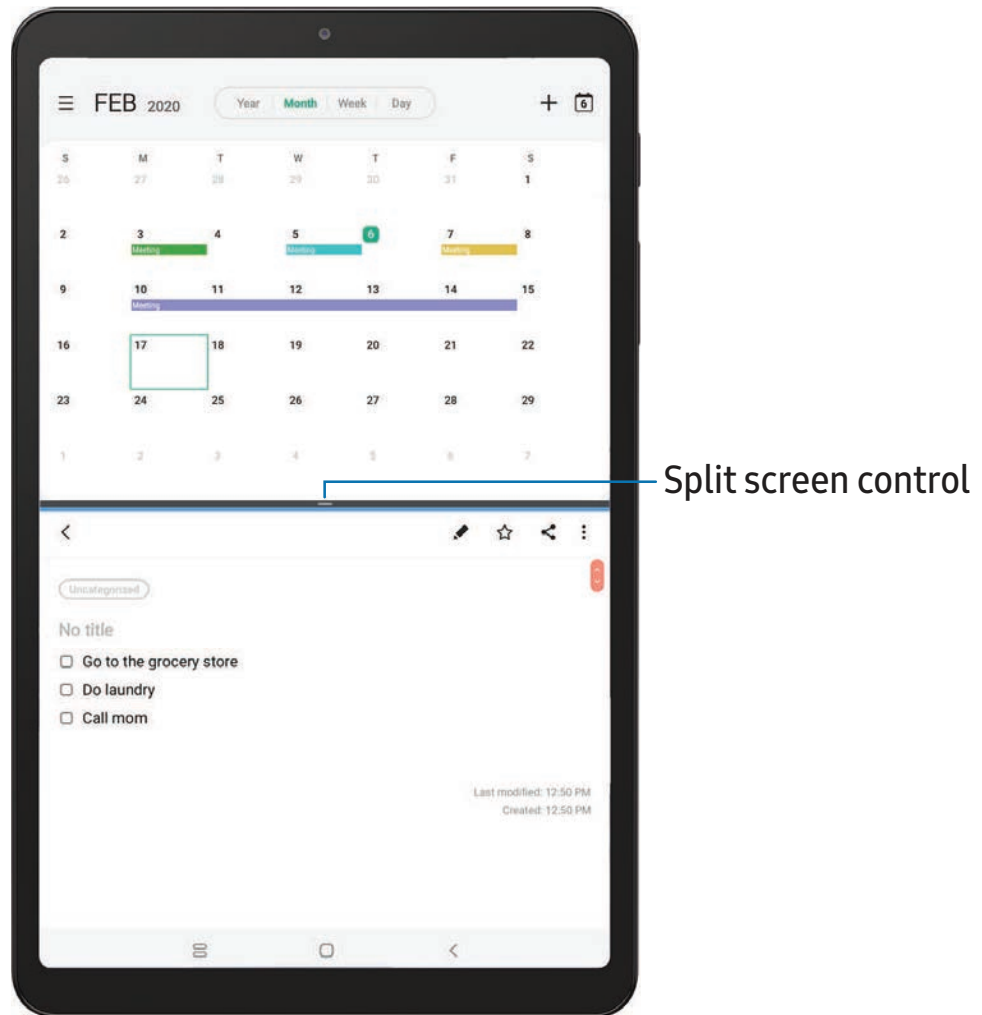 FEB 2020 Year Month Week Day 6
S M T W T F S
26 27 28 29 30 31 1
2 3 4 5 6 7 8
Meeting Meeting Meeting
9 10 11 12 13 14 15
Meeting
16 17 18 19 20 21 22
23 24 25 26 27 28 29
1 2 3 4 5 6 7
Split screen control
Uncategorized
No title
Go to the grocery store
Do laundry
Call mom
Last modified: 12:50 PM
Created: 12:50 PM